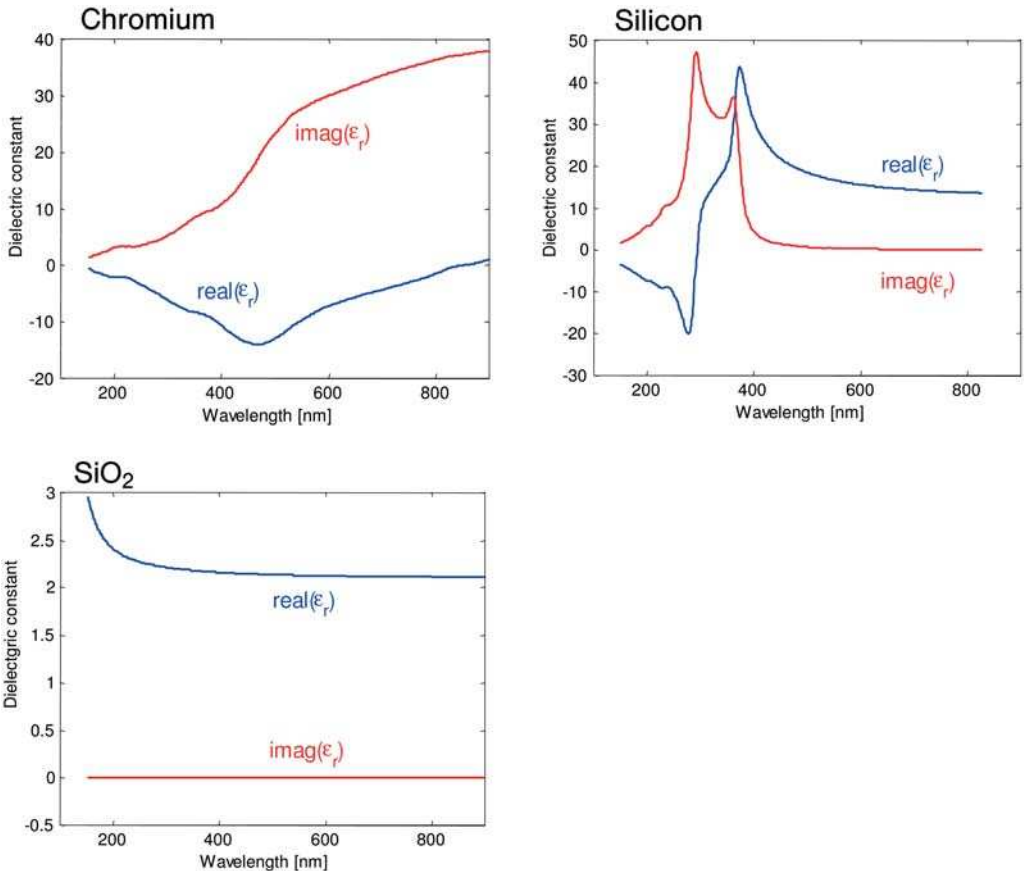 Chromium
40
30
20
10
0
-10
-20
Dielectric constant
imag(εr)
real(εr)
200
400
600
800
Wavelength [nm]
Silicon
50
40
30
20
10
0
-10
-20
-30
Dielectric constant
real(εr)
imag(εr)
200
400
600
800
Wavelength [nm]
SiO2
3
2.5
2
1.5
1
0.5
0
-0.5
Dielectgric constant
real(εr)
imag(εr)
200
400
600
800
Wavelength [nm]